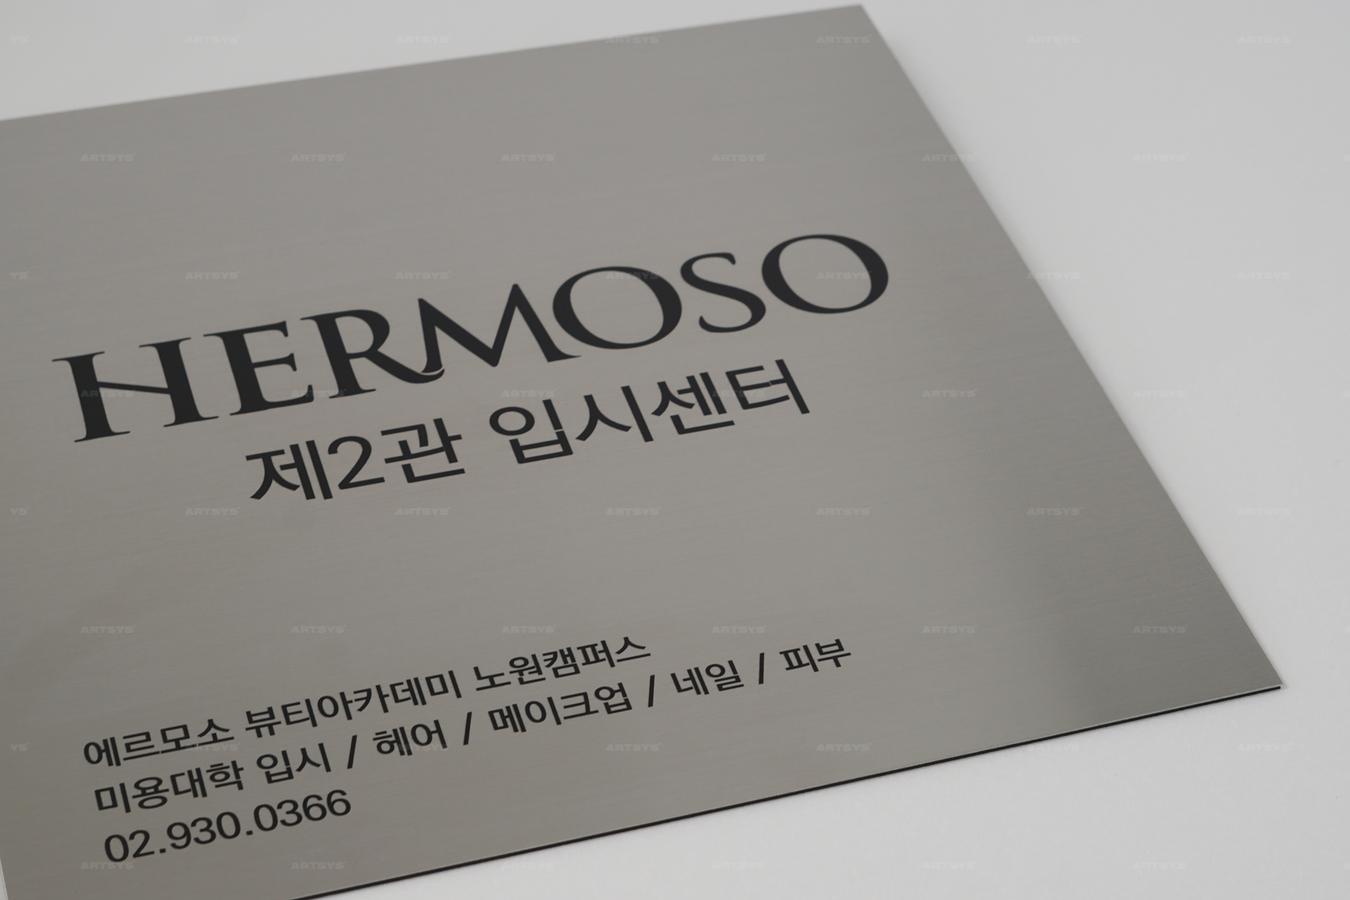 HERMOSO
제2관 입시센터
에르모소 뷰티아카데미 노원캠퍼스
미용대학 입시 / 헤어 / 메이크업 / 네일 / 피부
02.930.0366
ARTSYS